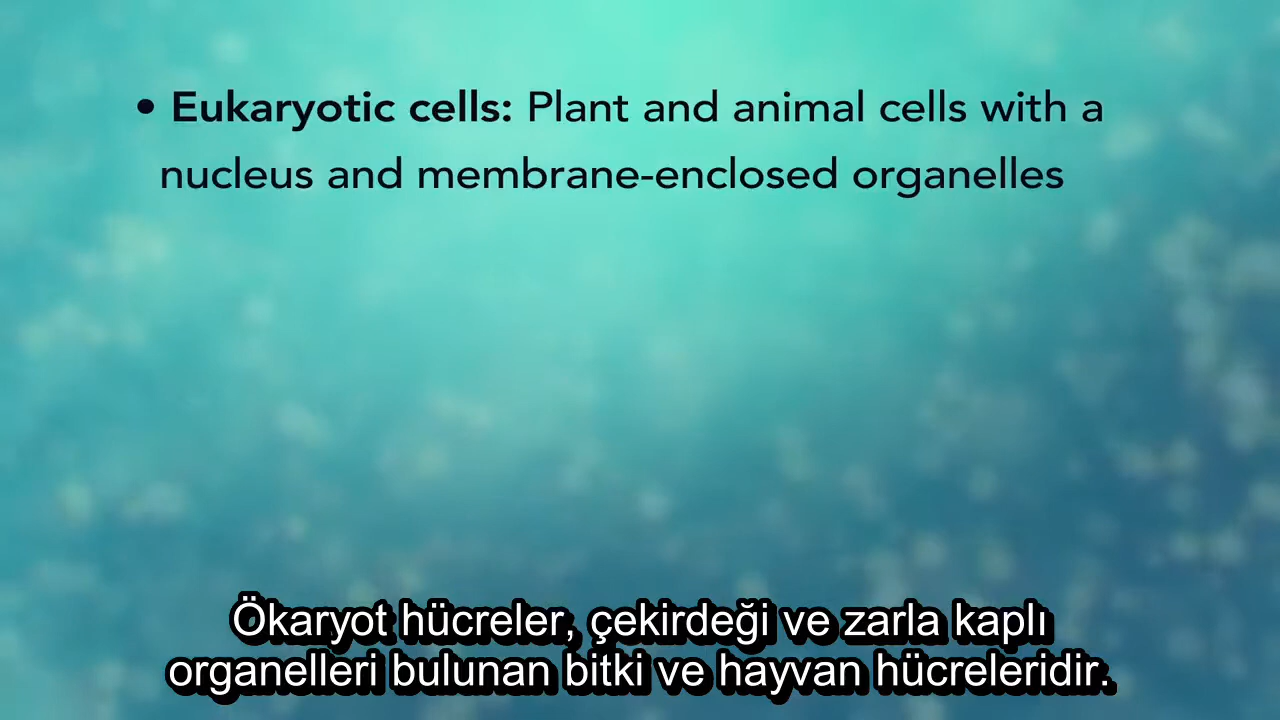 • Eukaryotic cells: Plant and animal cells with a
nucleus and membrane-enclosed organelles
Ökaryot hücreler, çekirdeği ve zarla kaplı
organelleri bulunan bitki ve hayvan hücreleridir.